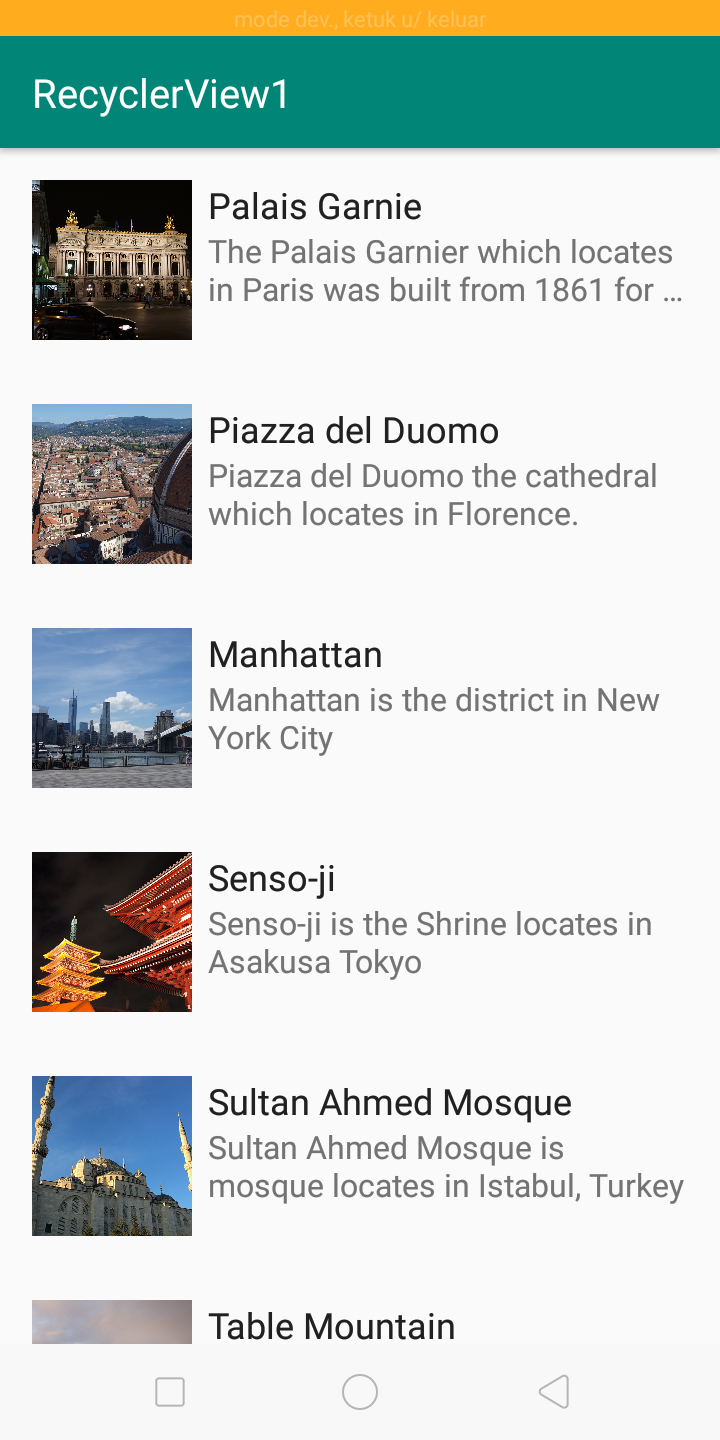 mode dev., ketuk u/ keluar
RecyclerView1
Palais Garnie
The Palais Garnier which locates
in Paris was built from 1861 for ...
Piazza del Duomo
Piazza del Duomo the cathedral
which locates in Florence.
Manhattan
Manhattan is the district in New
York City
Senso-ji
Senso-ji is the Shrine locates in
Asakusa Tokyo
Sultan Ahmed Mosque
Sultan Ahmed Mosque is
mosque locates in Istabul, Turkey
Table Mountain